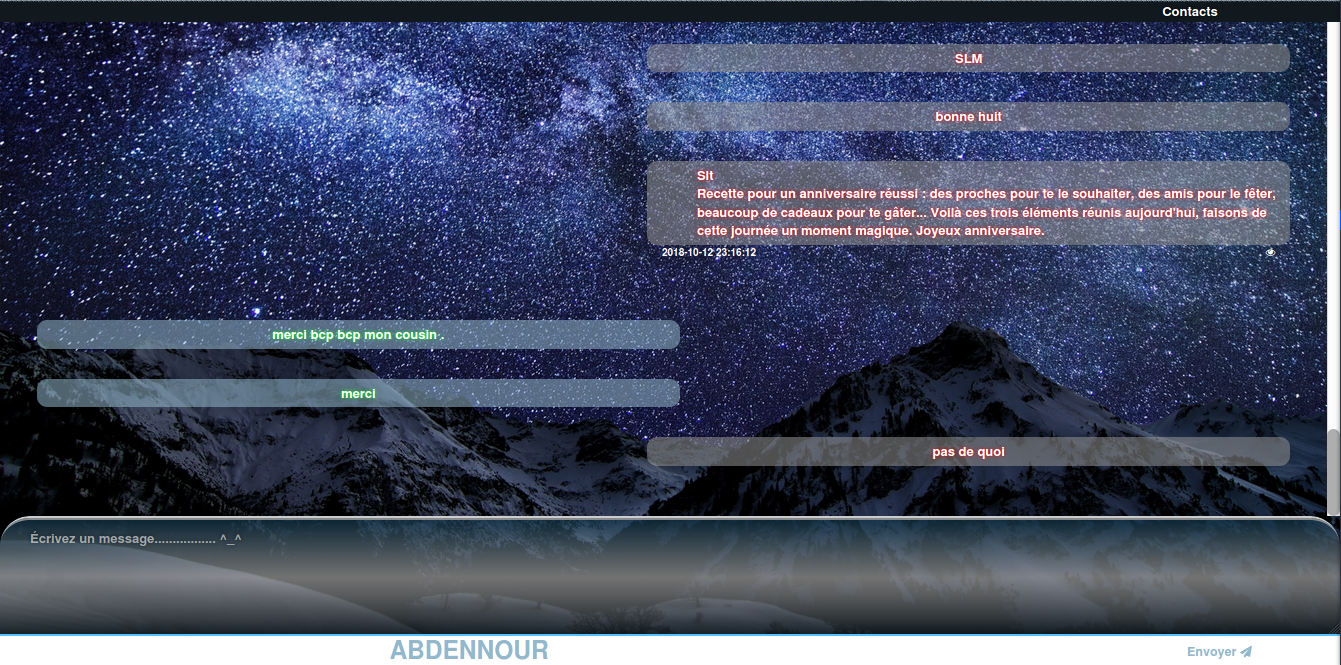 Contacts
SLM
bonne huit
Slt
Recette pour un anniversaire réussi : des proches pour te le souhaiter, des amis pour le fêter,
beaucoup de cadeaux pour te gâter... Voilà ces trois éléments réunis aujourd'hui, faisons de
cette journée un moment magique. Joyeux anniversaire.
2018-10-12 23:16:12
merci bcp bcp mon cousin .
merci
pas de quoi
Écrivez un message................. ^_^
ABDENNOUR
Envoyer